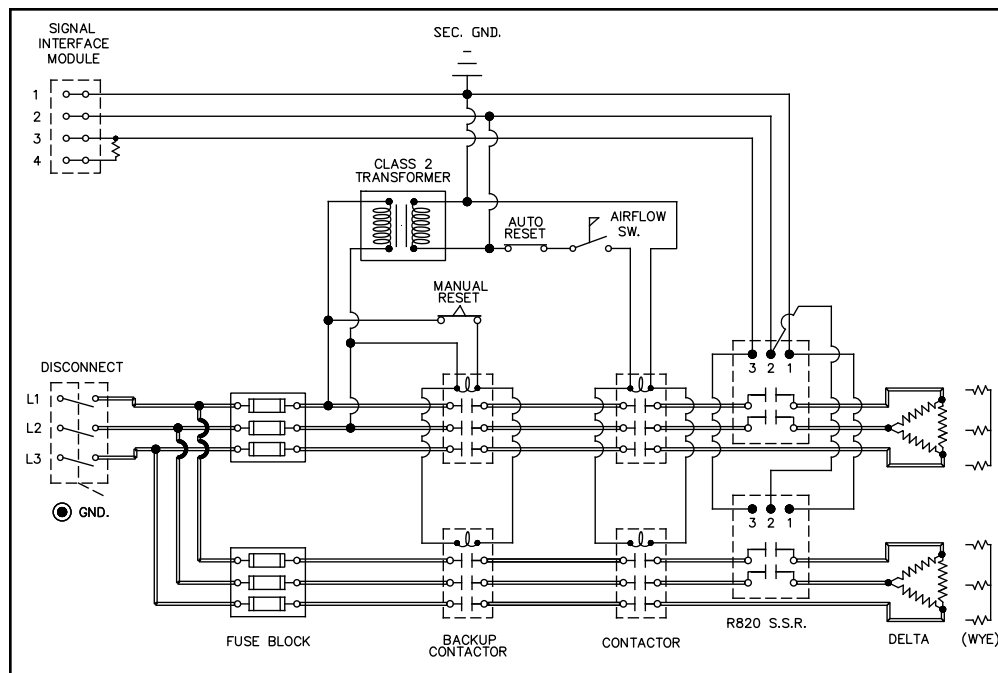 SIGNAL
INTERFACE
MODULE
SEC. GND.
1
2
3
4
CLASS 2
TRANSFORMER
AUTO
RESET
AIRFLOW
SW.
MANUAL
RESET
DISCONNECT
3 2 1
L1
L2
L3
GND.
3 2 1
FUSE BLOCK
BACKUP
CONTACTOR
CONTACTOR
R820 S.S.R.
DELTA
(WYE)